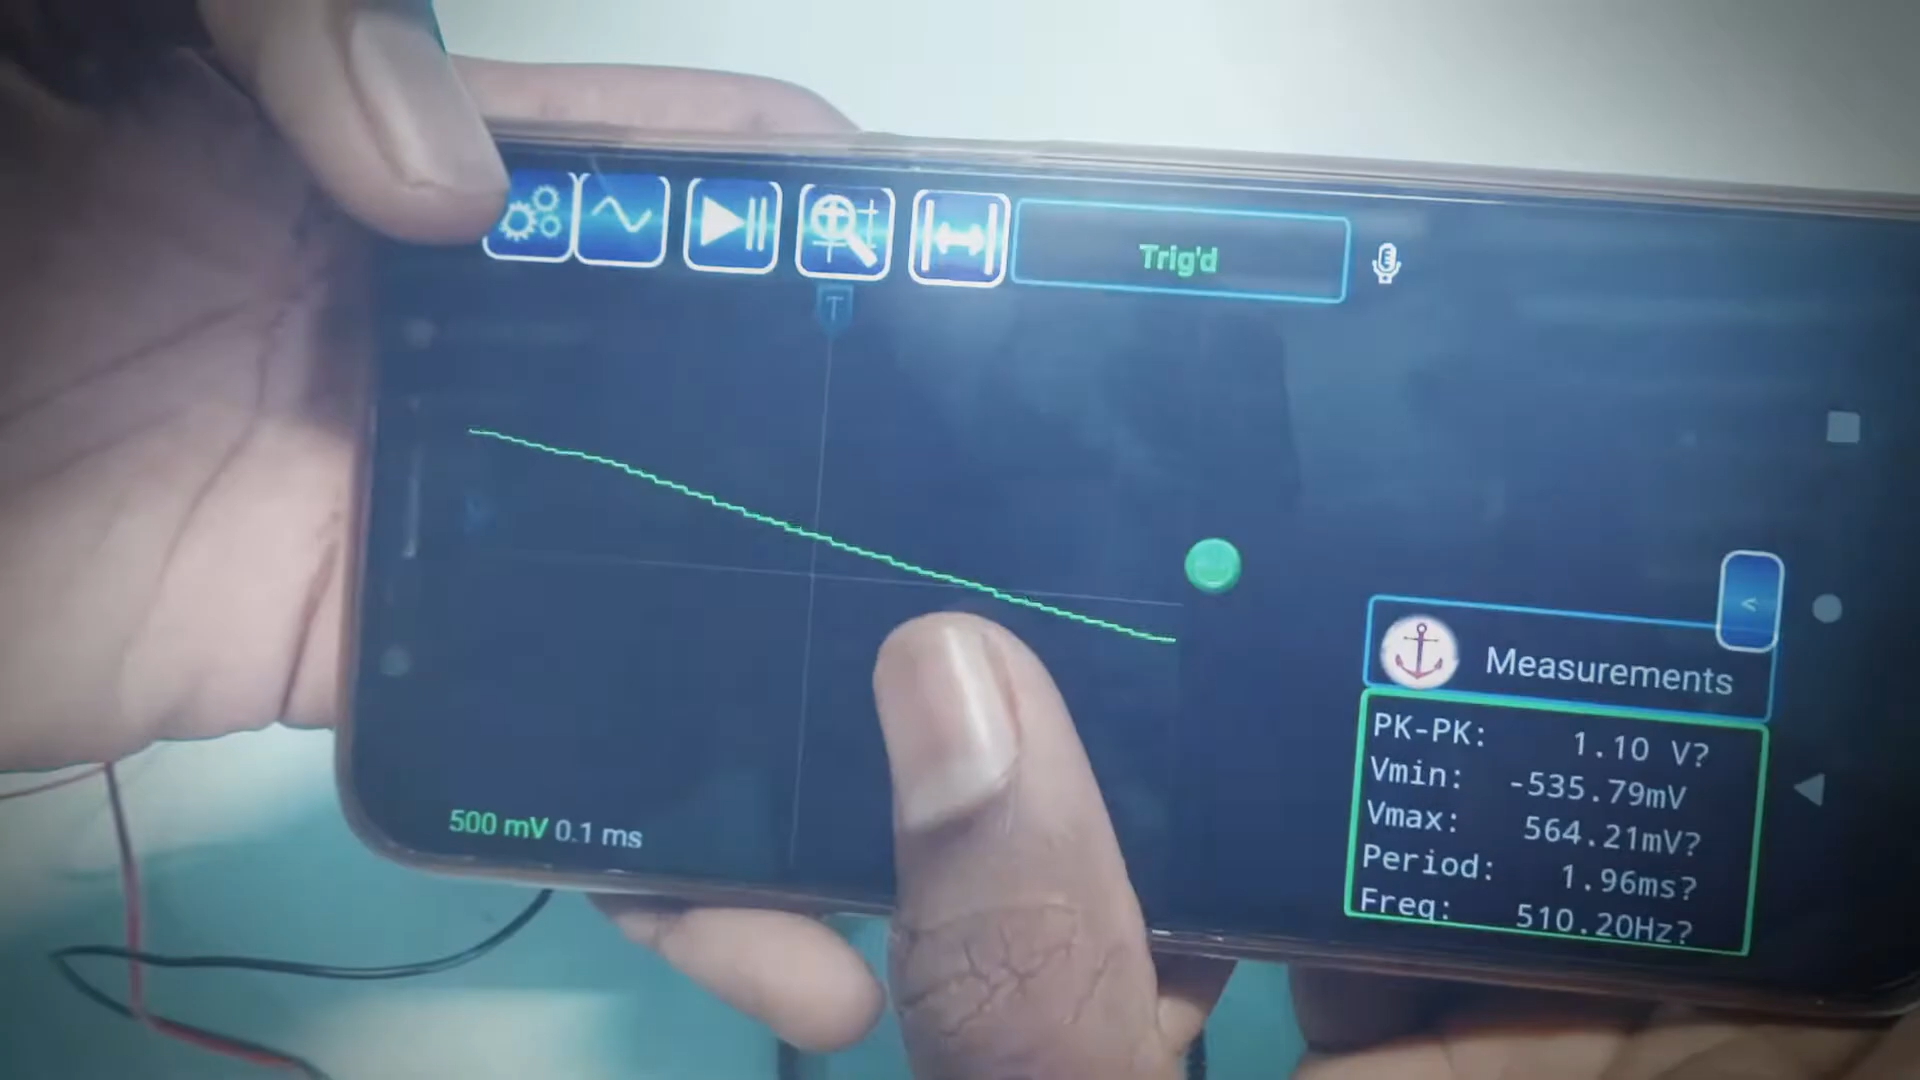 Trig'd
T
<
Measurements
PK-PK: 1.10 V?
Vmin: -535.79mV
Vmax: 564.21mV?
Period: 1.96ms?
Freq: 510.20Hz?
500 mV 0.1 ms